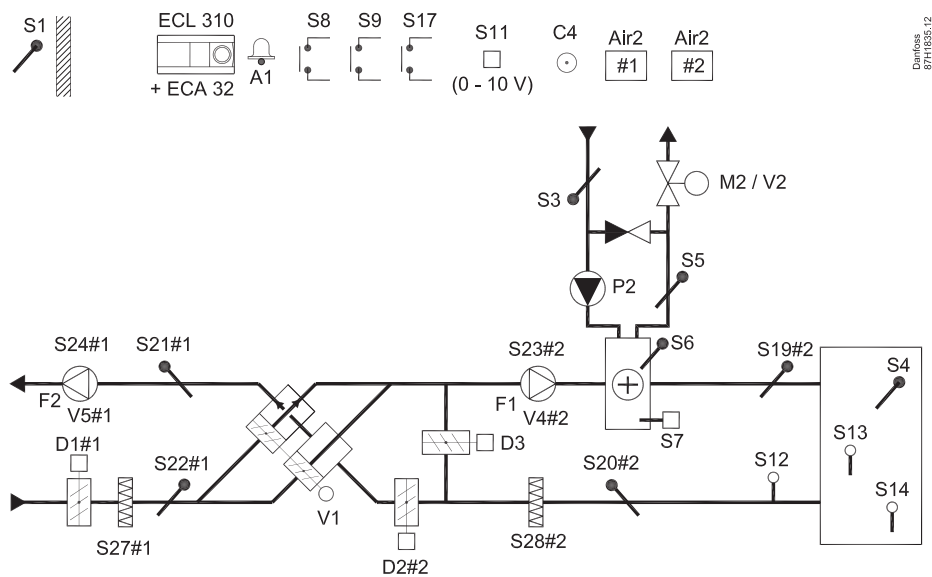 S1
ECL 310
+ ECA 32
A1
S8
S9
S17
S11
(0 - 10 V)
C4
Air2
#1
Air2
#2
Danfoss
87H1835.12
S3
M2 / V2
P2
S5
S24#1
S21#1
S23#2
S6
S19#2
S4
F2
V5#1
F1
V4#2
S7
D1#1
S22#1
D3
S20#2
S12
S13
S14
S27#1
V1
D2#2
S28#2